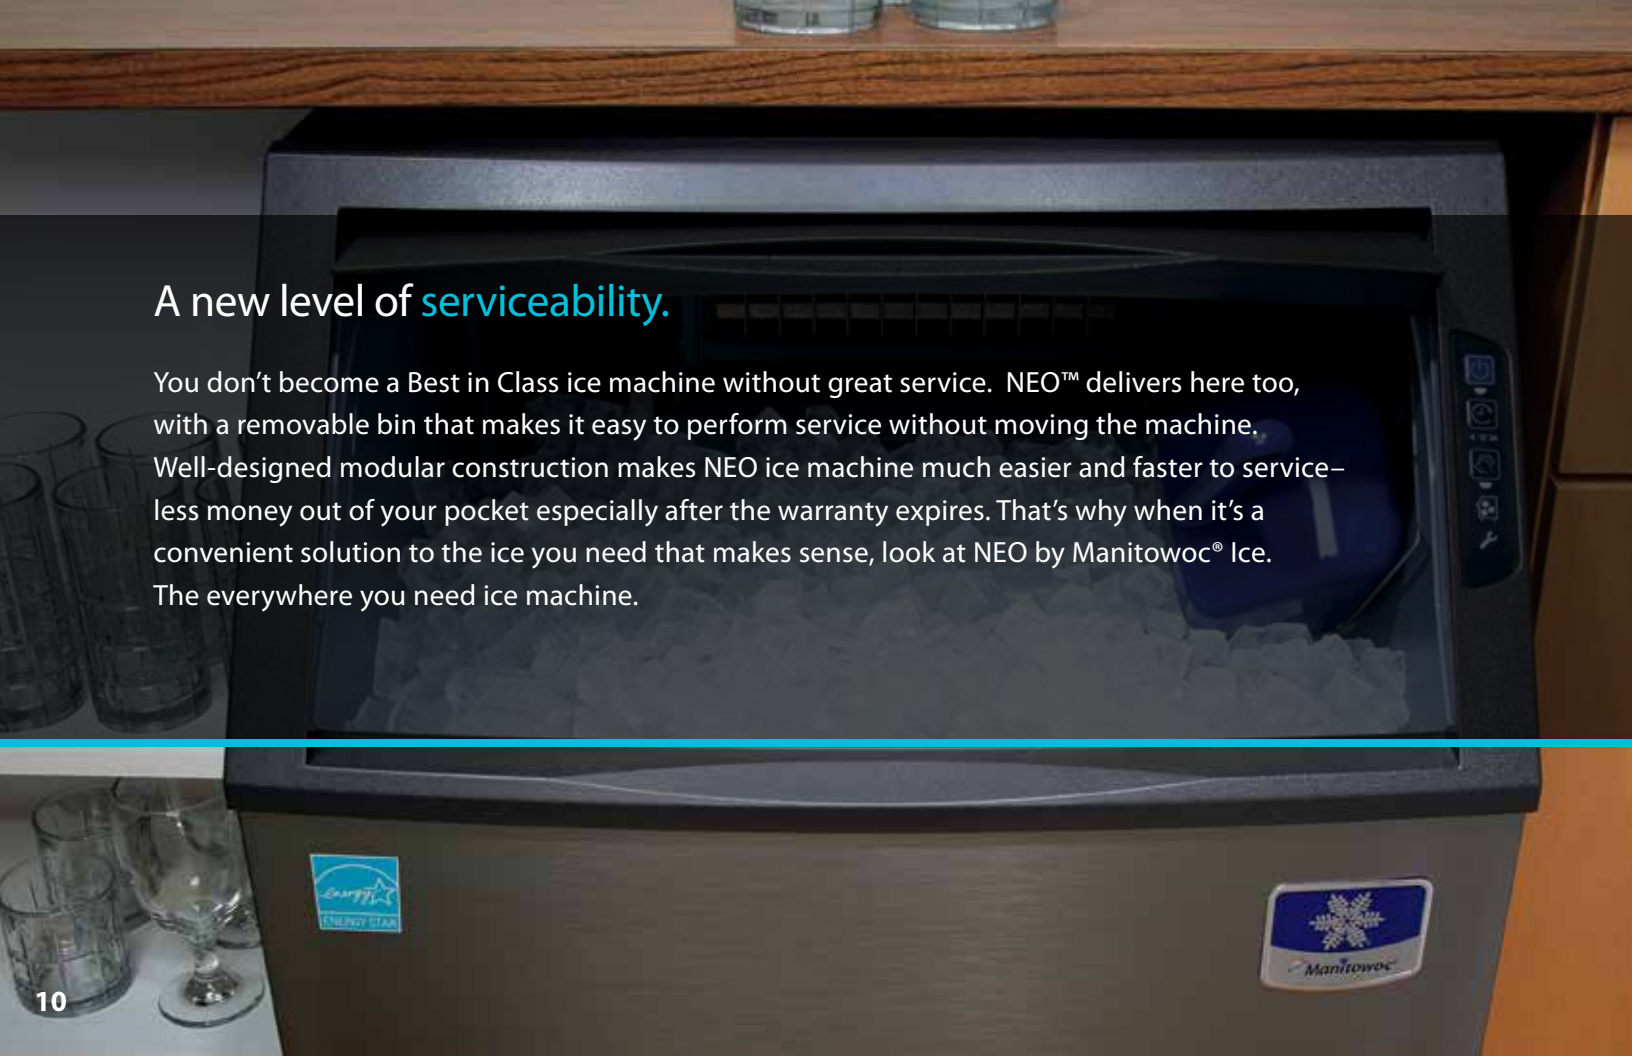 A new level of serviceability.
You don’t become a Best in Class ice machine without great service.  NEO™ delivers here too,
with a removable bin that makes it easy to perform service without moving the machine.
Well-designed modular construction makes NEO ice machine much easier and faster to service–
less money out of your pocket especially after the warranty expires. That’s why when it’s a
convenient solution to the ice you need that makes sense, look at NEO by Manitowoc® Ice.
The everywhere you need ice machine.
energy
ENERGY STAR
Manitowoc
10